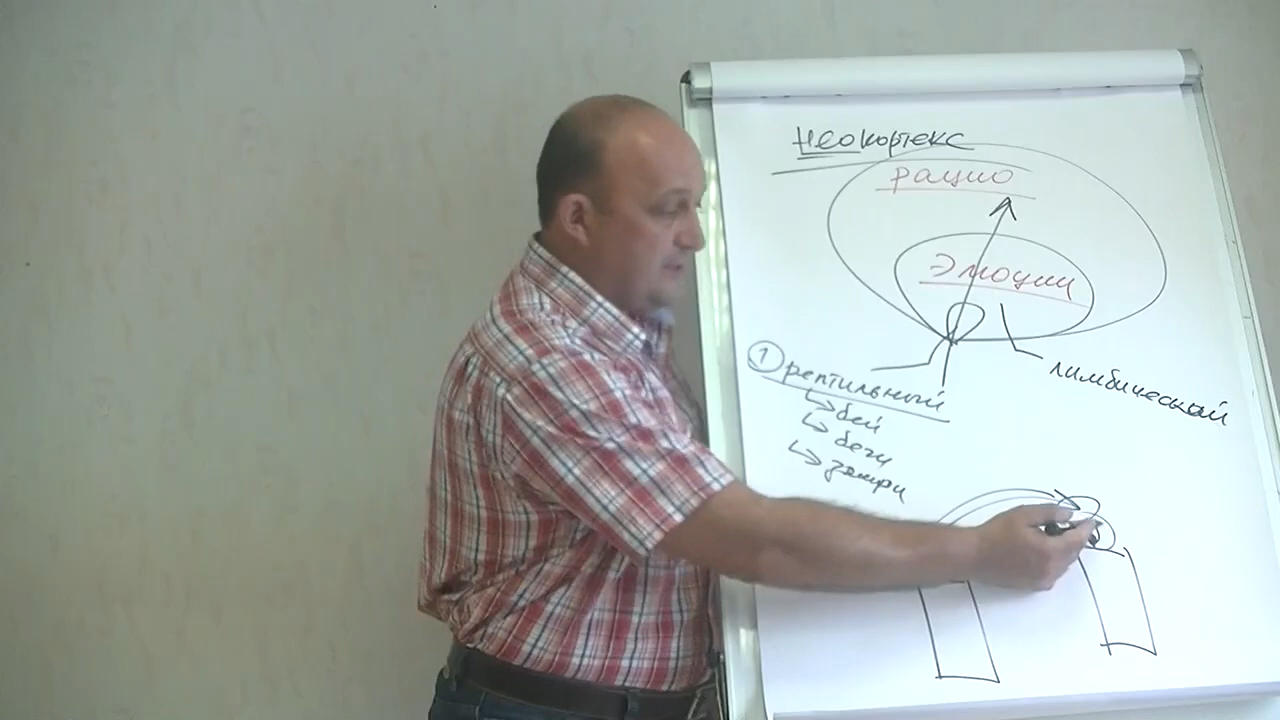 неокортекс
рацио
Эмоции
лимбический
① рептильный
↳ бей
↳ беги
↳ замри